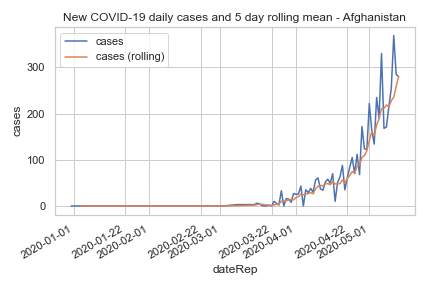 New COVID-19 daily cases and 5 day rolling mean - Afghanistan
cases
cases (rolling)
300
200
100
0
cases
2020-01-01
2020-01-22
2020-02-01
2020-02-22
2020-03-01
2020-03-22
2020-04-01
2020-04-22
2020-05-01
dateRep